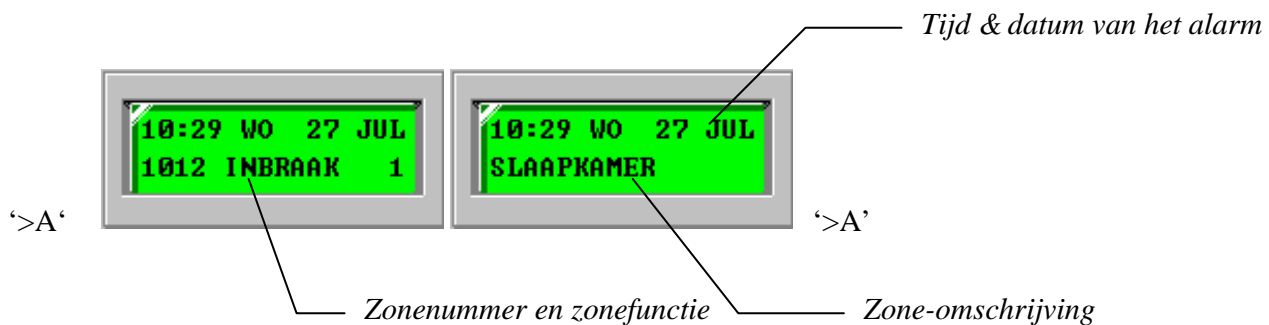 Tijd & datum van het alarm
10:29 WO 27 JUL
1012 INBRAAK 1
10:29 WO 27 JUL
SLAAPKAMER
‘>A‘
‘>A’
Zonenummer en zonefunctie
Zone-omschrijving